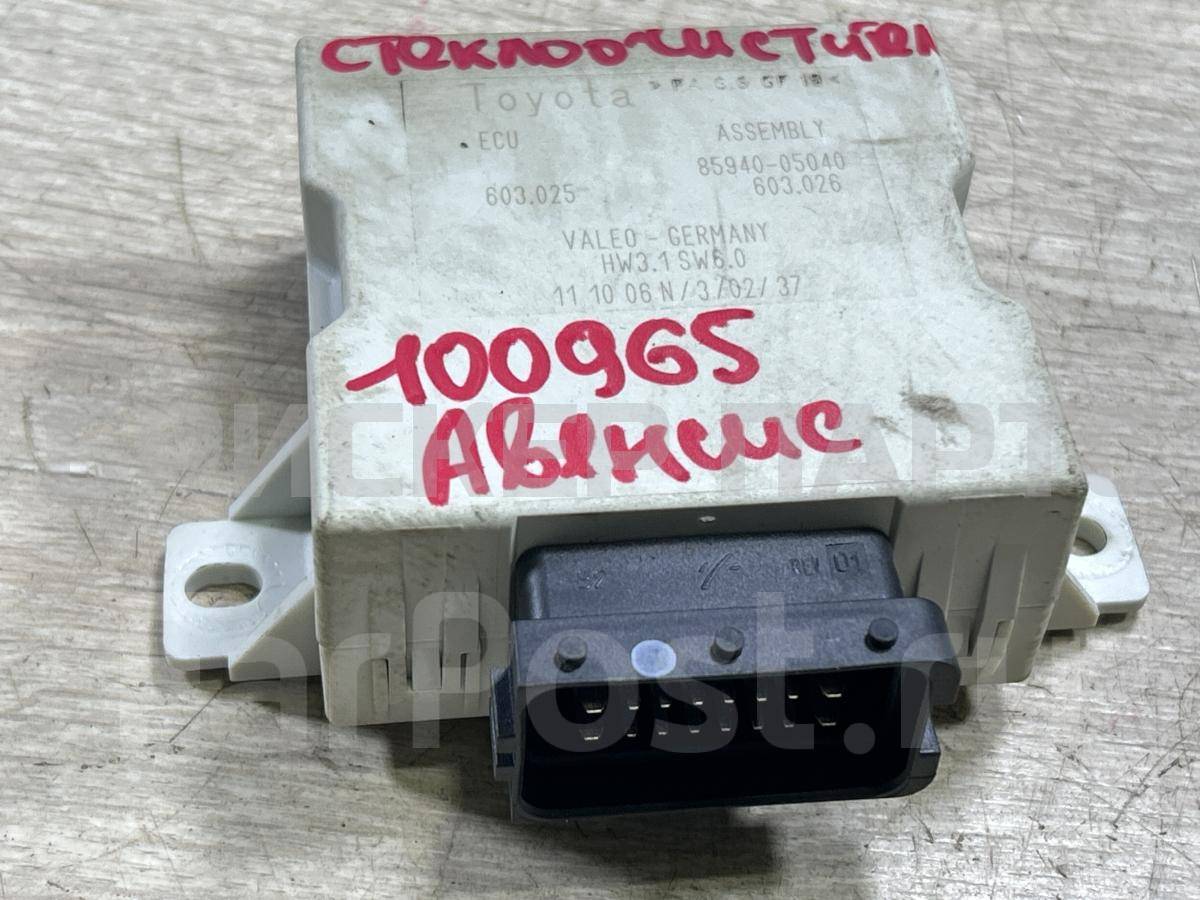 стеклоочистител
Toyota
ECU
ASSEMBLY
85940-05040
603.025
603.026
VALEO - GERMANY
HW3.1 SW6.0
11 10 06 N/3/02/37
100965
Авенсис
REV 01